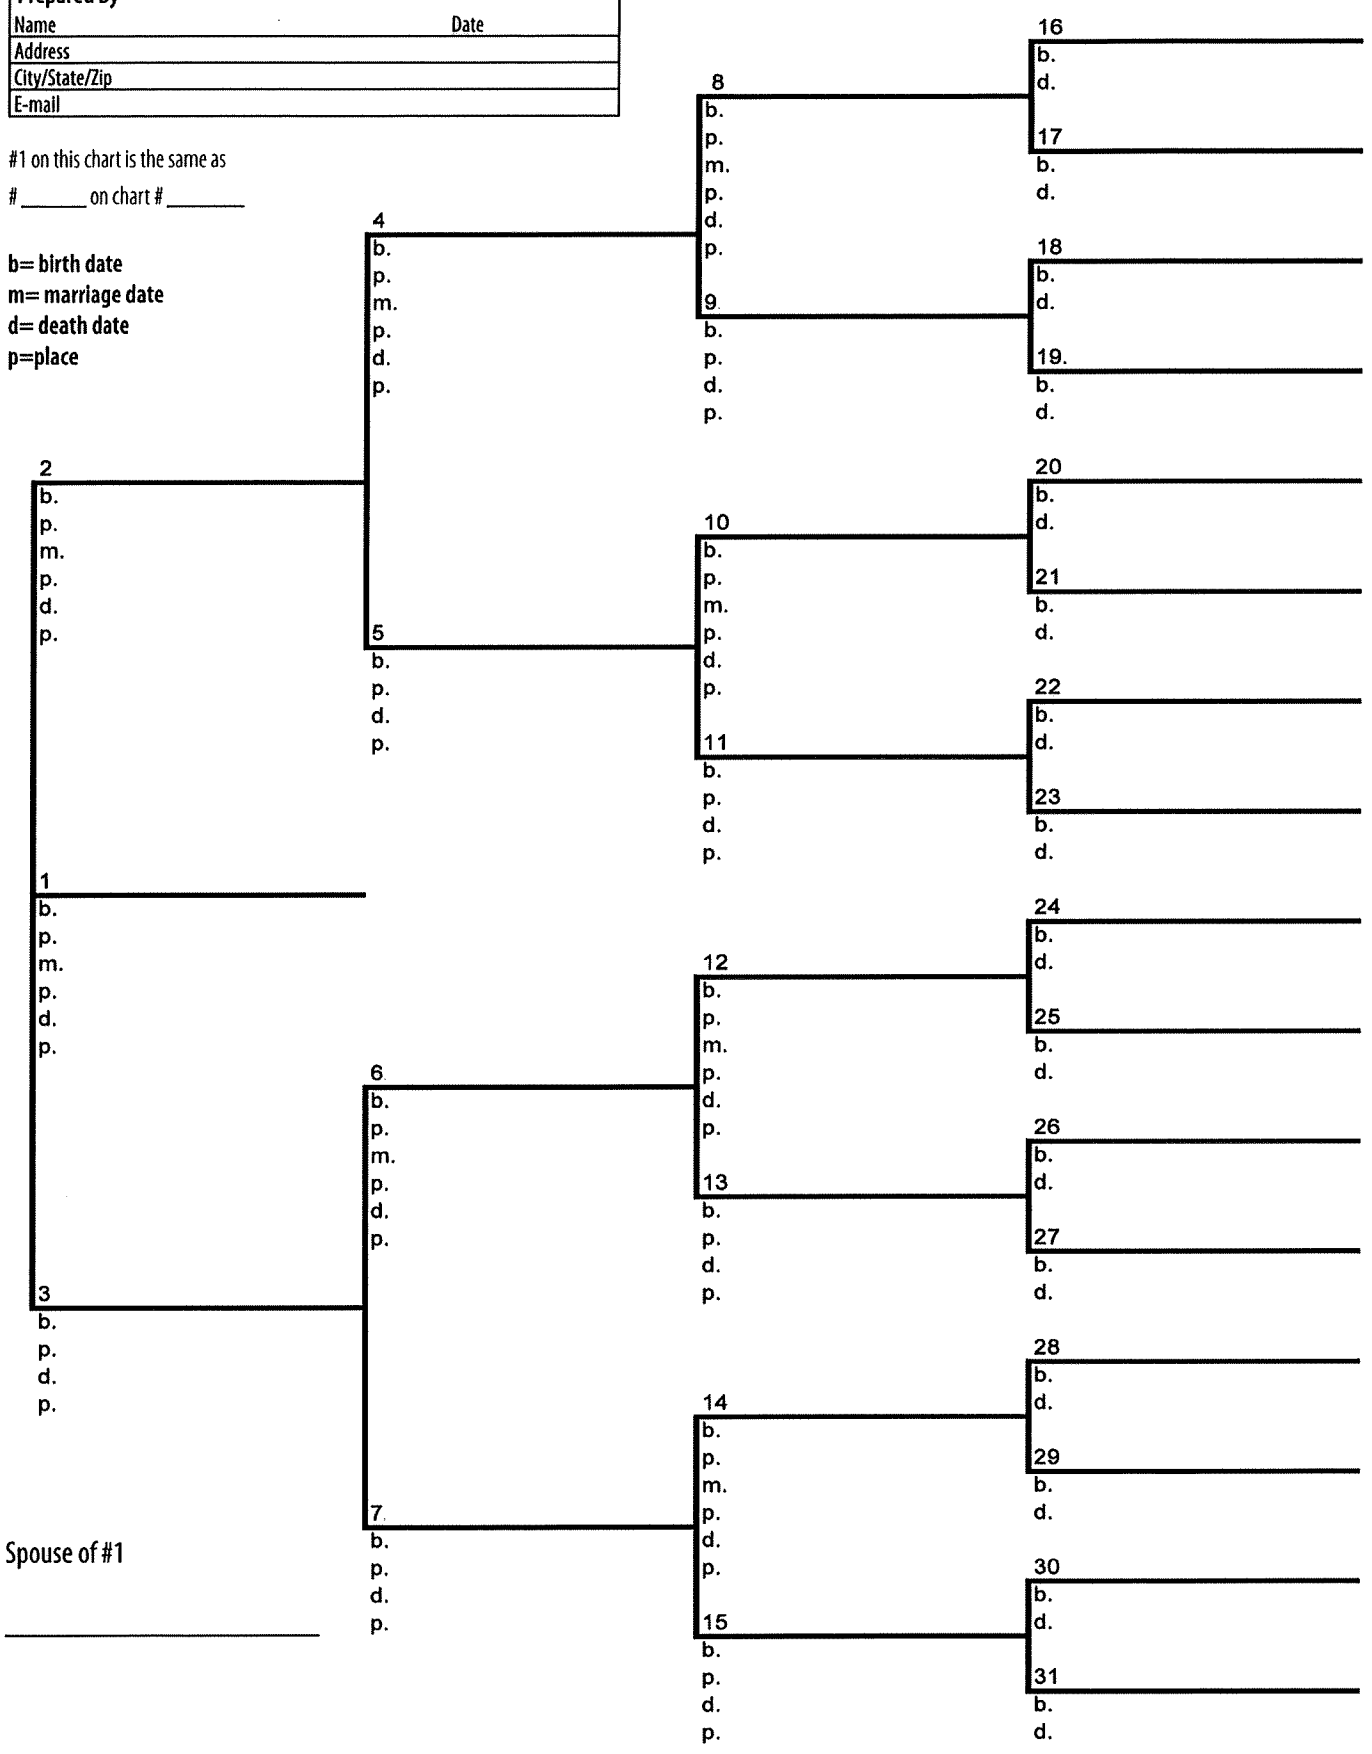 Prepared By
Name Date
Address
City/State/Zip
E-mail
#1 on this chart is the same as
# ______ on chart # _______
b= birth date
m= marriage date
d= death date
p=place
2
b.
p.
m.
p.
d.
p.
1
b.
p.
m.
p.
d.
p.
3
b.
p.
d.
p.
Spouse of #1
4
b.
p.
m.
p.
d.
p.
5
b.
p.
d.
p.
6.
b.
p.
m.
p.
d.
p.
7.
b.
p.
d.
p.
8
b.
p.
m.
p.
d.
p.
9.
b.
p.
d.
p.
10
b.
p.
m.
p.
d.
p.
11
b.
p.
d.
p.
12
b.
p.
m.
p.
d.
p.
13
b.
p.
d.
p.
14
b.
p.
m.
p.
d.
p.
15
b.
p.
d.
p.
16
b.
d.
17
b.
d.
18
b.
d.
19.
b.
d.
20
b.
d.
21
b.
d.
22
b.
d.
23
b.
d.
24
b.
d.
25
b.
d.
26
b.
d.
27
b.
d.
28
b.
d.
29
b.
d.
30
b.
d.
31
b.
d.